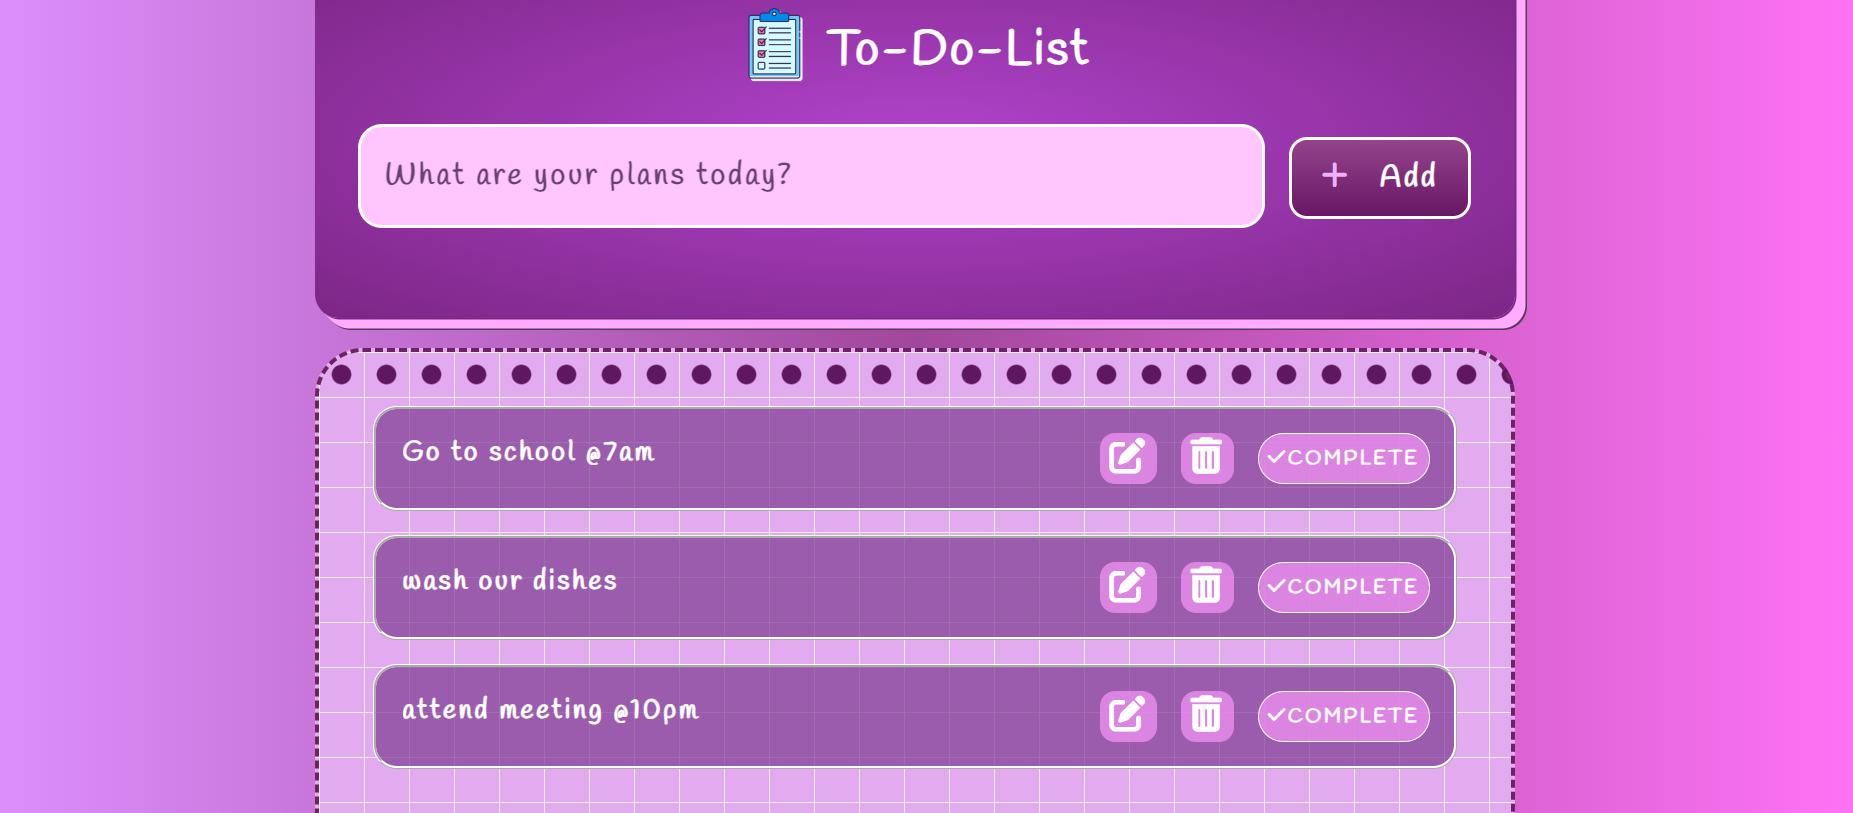 To-Do-List
What are your plans today?
+ Add
Go to school @7am
COMPLETE
wash our dishes
COMPLETE
attend meeting @10pm
COMPLETE